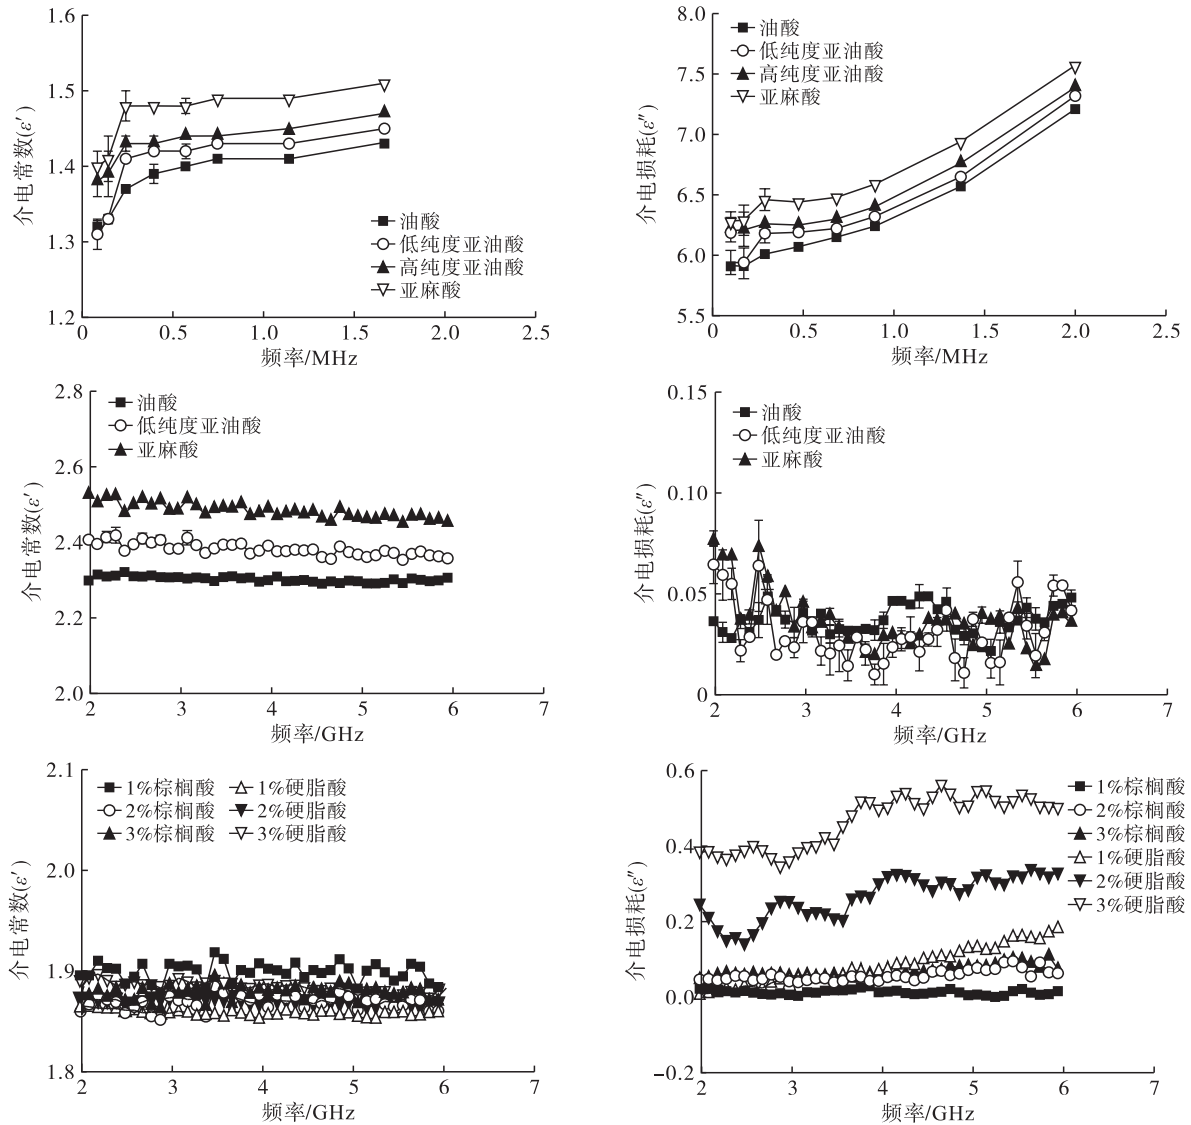 1.6
1.5
1.4
1.3
1.2
0
0.5
1.0
1.5
2.0
2.5
介电常数(ε′)
频率/MHz
油酸
低纯度亚油酸
高纯度亚油酸
亚麻酸
8.0
7.5
7.0
6.5
6.0
5.5
0
0.5
1.0
1.5
2.0
2.5
介电损耗(ε″)
频率/MHz
油酸
低纯度亚油酸
高纯度亚油酸
亚麻酸
2.8
2.6
2.4
2.2
2.0
2
3
4
5
6
7
介电常数(ε′)
频率/GHz
油酸
低纯度亚油酸
亚麻酸
0.15
0.10
0.05
0
2
3
4
5
6
7
介电损耗(ε″)
频率/GHz
油酸
低纯度亚油酸
亚麻酸
2.1
2.0
1.9
1.8
2
3
4
5
6
7
介电常数(ε′)
频率/GHz
1%棕榈酸 1%硬脂酸
2%棕榈酸 2%硬脂酸
3%棕榈酸 3%硬脂酸
0.6
0.4
0.2
0.0
-0.2
2
3
4
5
6
7
介电损耗(ε″)
频率/GHz
1%棕榈酸
2%棕榈酸
3%棕榈酸
1%硬脂酸
2%硬脂酸
3%硬脂酸